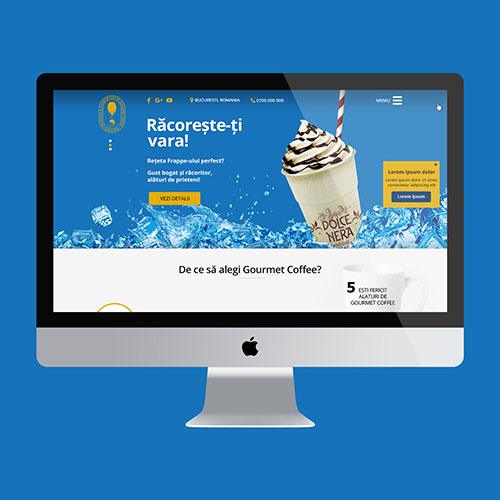 BUCUREȘTI, ROMANIA
0700 000 000
MENIU
Răcorește-ți
vara!
Rețeta Frappe-ului perfect?
Gust bogat și răcoritor,
alături de prieteni!
VEZI DETALII
DOLCE
NERA
Lorem ipsum dolor
Lorem ipsum dolor sit amet,
consectetur adipiscing elit
Lorem ipsum
De ce să alegi Gourmet Coffee?
5 ESTI FERICIT
ALATURI DE
GOURMET COFFEE